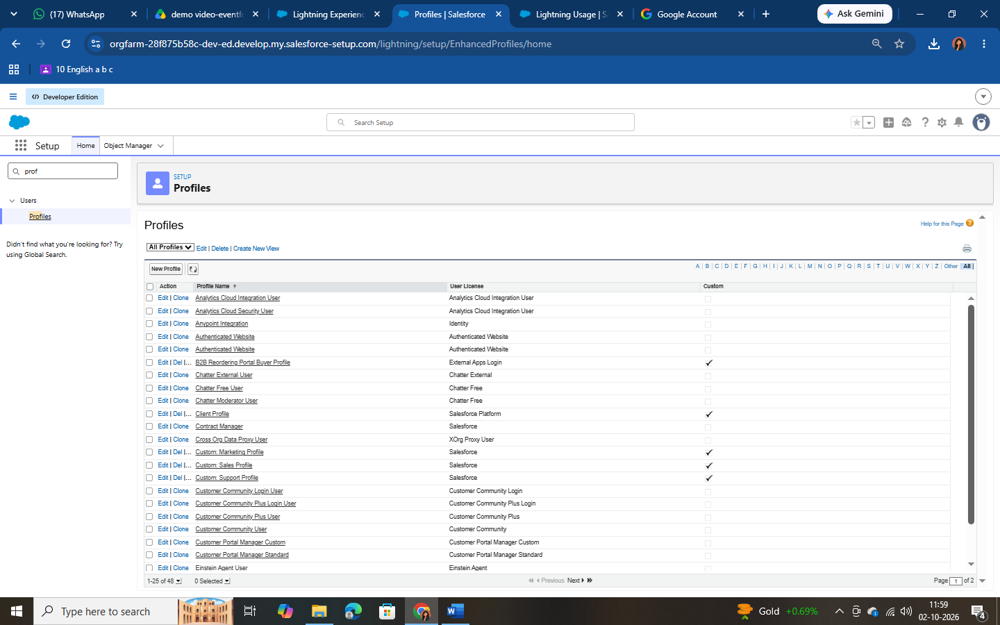 (17) WhatsApp
demo video-eventf
Lightning Experienc
Profiles | Salesforce
Lightning Usage | S
Google Account
Ask Gemini
orgfarm-28f875b58c-dev-ed.develop.my.salesforce-setup.com/lightning/setup/EnhancedProfiles/home
10 English a b c
Developer Edition
Search Setup
Setup
Home
Object Manager
prof
Users
Profiles
Didn't find what you're looking for? Try
using Global Search.
SETUP
Profiles
Profiles
Help for this Page
All Profiles Edit | Delete | Create New View
New Profile
A | B | C | D | E | F | G | H | I | J | K | L | M | N | O | P | Q | R | S | T | U | V | W | X | Y | Z | Other | All |
Action Profile Name User License Custom
Edit | Clone Analytics Cloud Integration User Analytics Cloud Integration User
Edit | Clone Analytics Cloud Security User Analytics Cloud Integration User
Edit | Clone Anypoint Integration Identity
Edit | Clone Authenticated Website Authenticated Website
Edit | Clone Authenticated Website Authenticated Website
Edit | Del |... B2B Reordering Portal Buyer Profile External Apps Login
Edit | Clone Chatter External User Chatter External
Edit | Clone Chatter Free User Chatter Free
Edit | Clone Chatter Moderator User Chatter Free
Edit | Del |... Client Profile Salesforce Platform
Edit | Clone Contract Manager Salesforce
Edit | Clone Cross Org Data Proxy User XOrg Proxy User
Edit | Del |... Custom: Marketing Profile Salesforce
Edit | Del |... Custom: Sales Profile Salesforce
Edit | Del |... Custom: Support Profile Salesforce
Edit | Clone Customer Community Login User Customer Community Login
Edit | Clone Customer Community Plus Login User Customer Community Plus Login
Edit | Clone Customer Community Plus User Customer Community Plus
Edit | Clone Customer Community User Customer Community
Edit | Clone Customer Portal Manager Custom Customer Portal Manager Custom
Edit | Clone Customer Portal Manager Standard Customer Portal Manager Standard
Edit | Clone Einstein Agent User Einstein Agent
1-25 of 48 0 Selected Previous Next Page 1 of 2
Type here to search
Gold +0.69%
11:59
02-10-2026
4